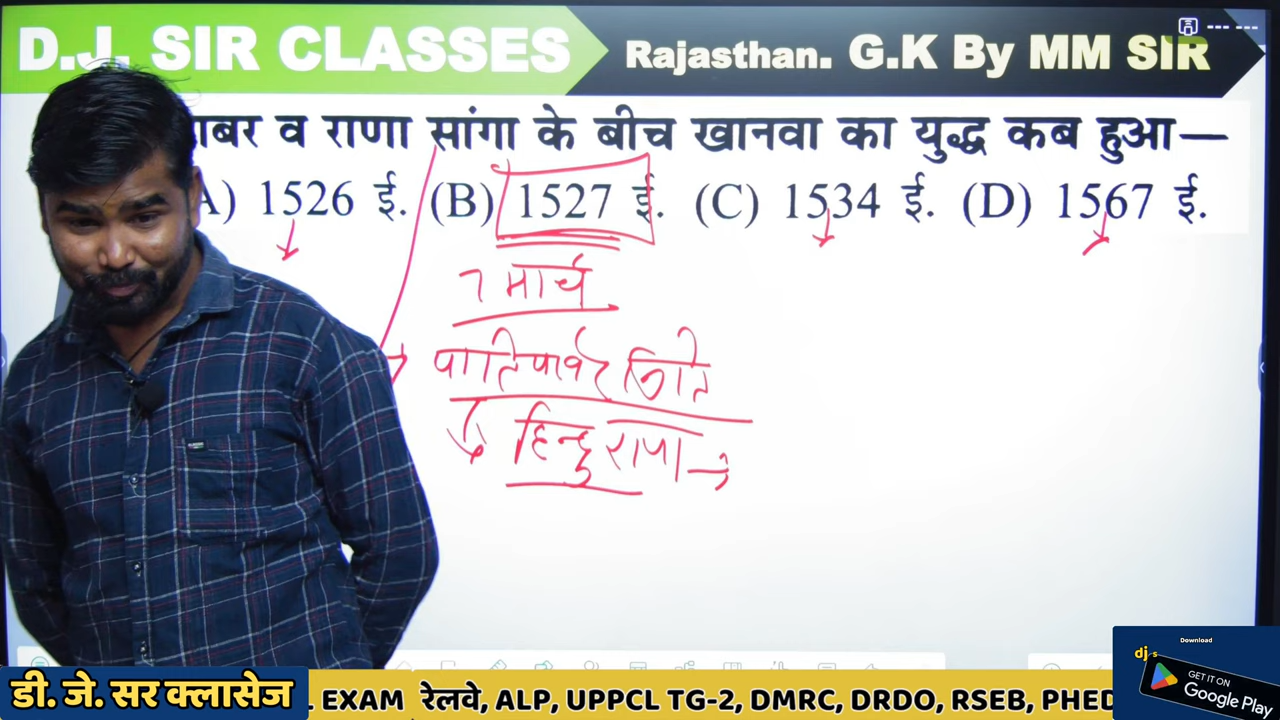 D.J. SIR CLASSES
Rajasthan. G.K By MM SIR
बाबर व राणा सांगा के बीच खानवा का युद्ध कब हुआ—
A) 1526 ई. (B) 1527 ई. (C) 1534 ई. (D) 1567 ई.
7 मार्च
हिन्दु
डी. जे. सर क्लासेज
EXAM रेलवे, ALP, UPPCL TG-2, DMRC, DRDO, RSEB, PHED
Download
dj s
GET IT ON
Google Play